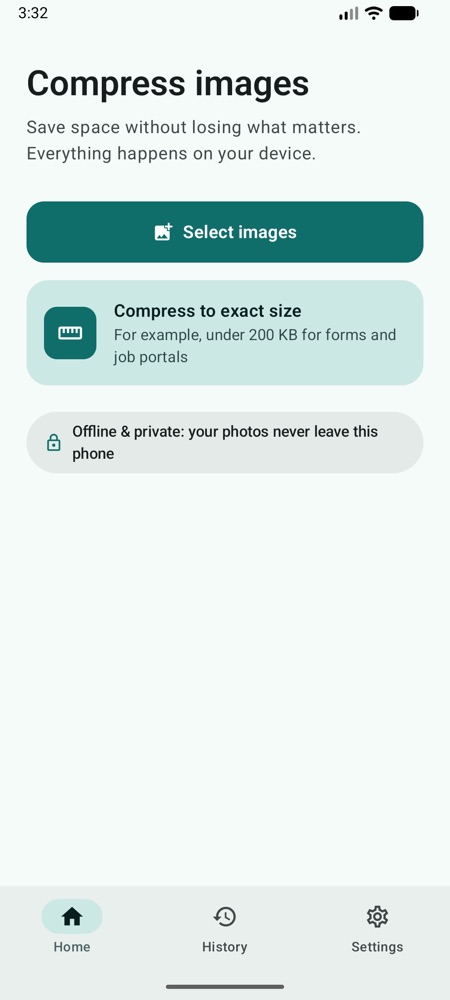 3:32
Compress images
Save space without losing what matters.
Everything happens on your device.
Select images
Compress to exact size
For example, under 200 KB for forms and
job portals
Offline & private: your photos never leave this
phone
Home
History
Settings